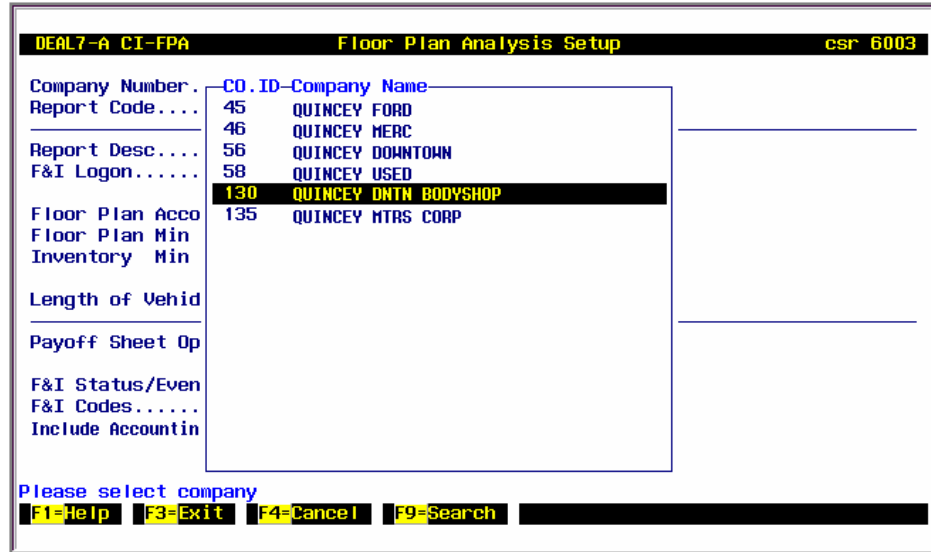 DEAL7-A CI-FPA Floor Plan Analysis Setup csr 6003
Company Number. CO.ID Company Name
Report Code.... 45 QUINCEY FORD
46 QUINCEY MERC
Report Desc.... 56 QUINCEY DOWNTOWN
F&I Logon...... 58 QUINCEY USED
130 QUINCEY DNTN BODYSHOP
Floor Plan Acco 135 QUINCEY MTRS CORP
Floor Plan Min
Inventory Min
Length of Vehid
Payoff Sheet Op
F&I Status/Even
F&I Codes......
Include Accountin
Please select company
F1=Help F3=Exit F4=Cancel F9=Search